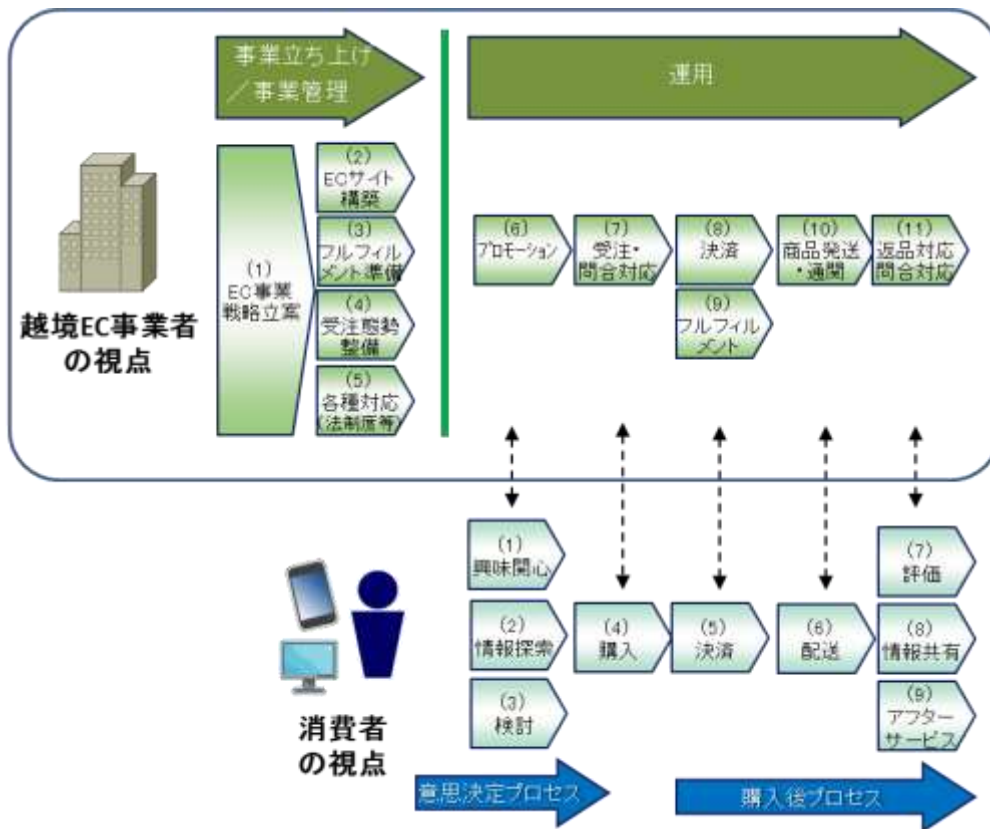 事業立ち上げ
／事業管理
運用
越境EC事業者
の視点
(1)
EC事業
戦略立案
(2)
ECサイト
構築
(3)
フルフィル
メント準備
(4)
受注態勢
整備
(5)
各種対応
(法制度等)
(6)
プロモーション
(7)
受注・
問合対応
(8)
決済
(9)
フルフィル
メント
(10)
商品発送
・通関
(11)
返品対応
問合対応
消費者
の視点
(1)
興味関心
(2)
情報探索
(3)
検討
(4)
購入
(5)
決済
(6)
配送
(7)
評価
(8)
情報共有
(9)
アフター
サービス
意思決定プロセス
購入後プロセス